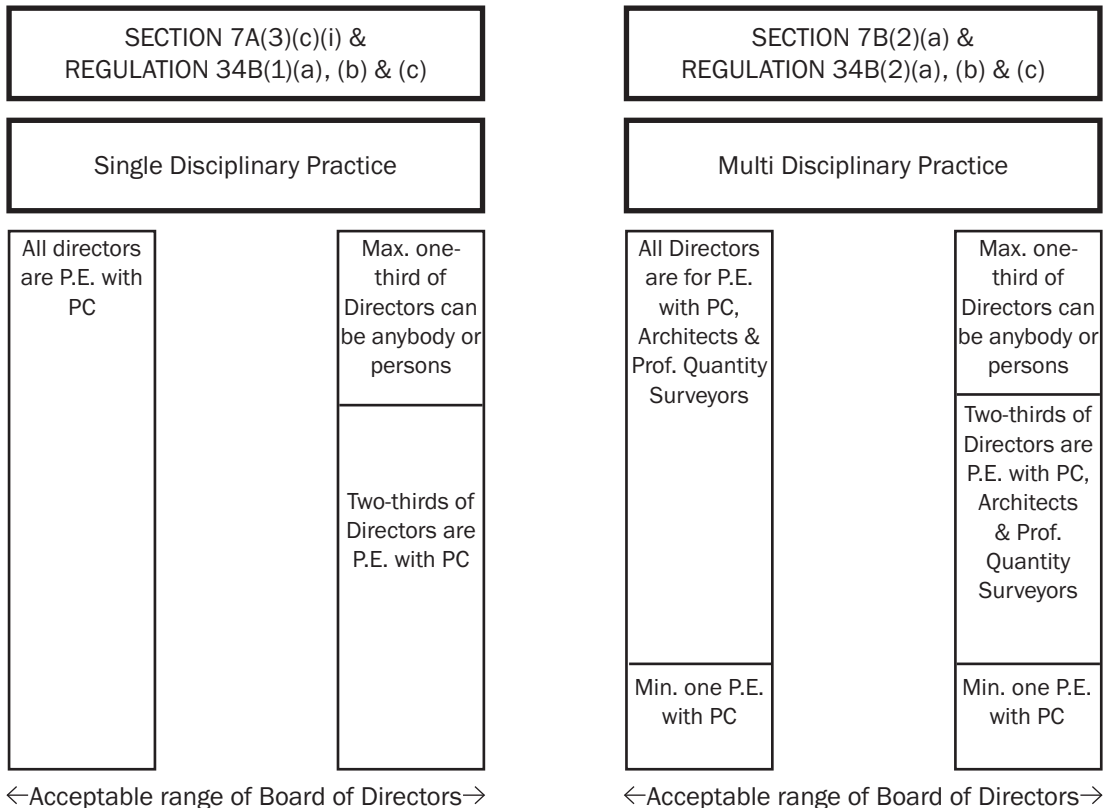 SECTION 7A(3)(c)(i) &
REGULATION 34B(1)(a), (b) & (c)
Single Disciplinary Practice
All directors
are P.E. with
PC
Max. one-
third of
Directors can
be anybody or
persons
Two-thirds of
Directors are
P.E. with PC
←Acceptable range of Board of Directors→
SECTION 7B(2)(a) &
REGULATION 34B(2)(a), (b) & (c)
Multi Disciplinary Practice
All Directors
are for P.E.
with PC,
Architects &
Prof. Quantity
Surveyors
Min. one P.E.
with PC
Max. one-
third of
Directors can
be anybody or
persons
Two-thirds of
Directors are
P.E. with PC,
Architects
& Prof.
Quantity
Surveyors
Min. one P.E.
with PC
←Acceptable range of Board of Directors→